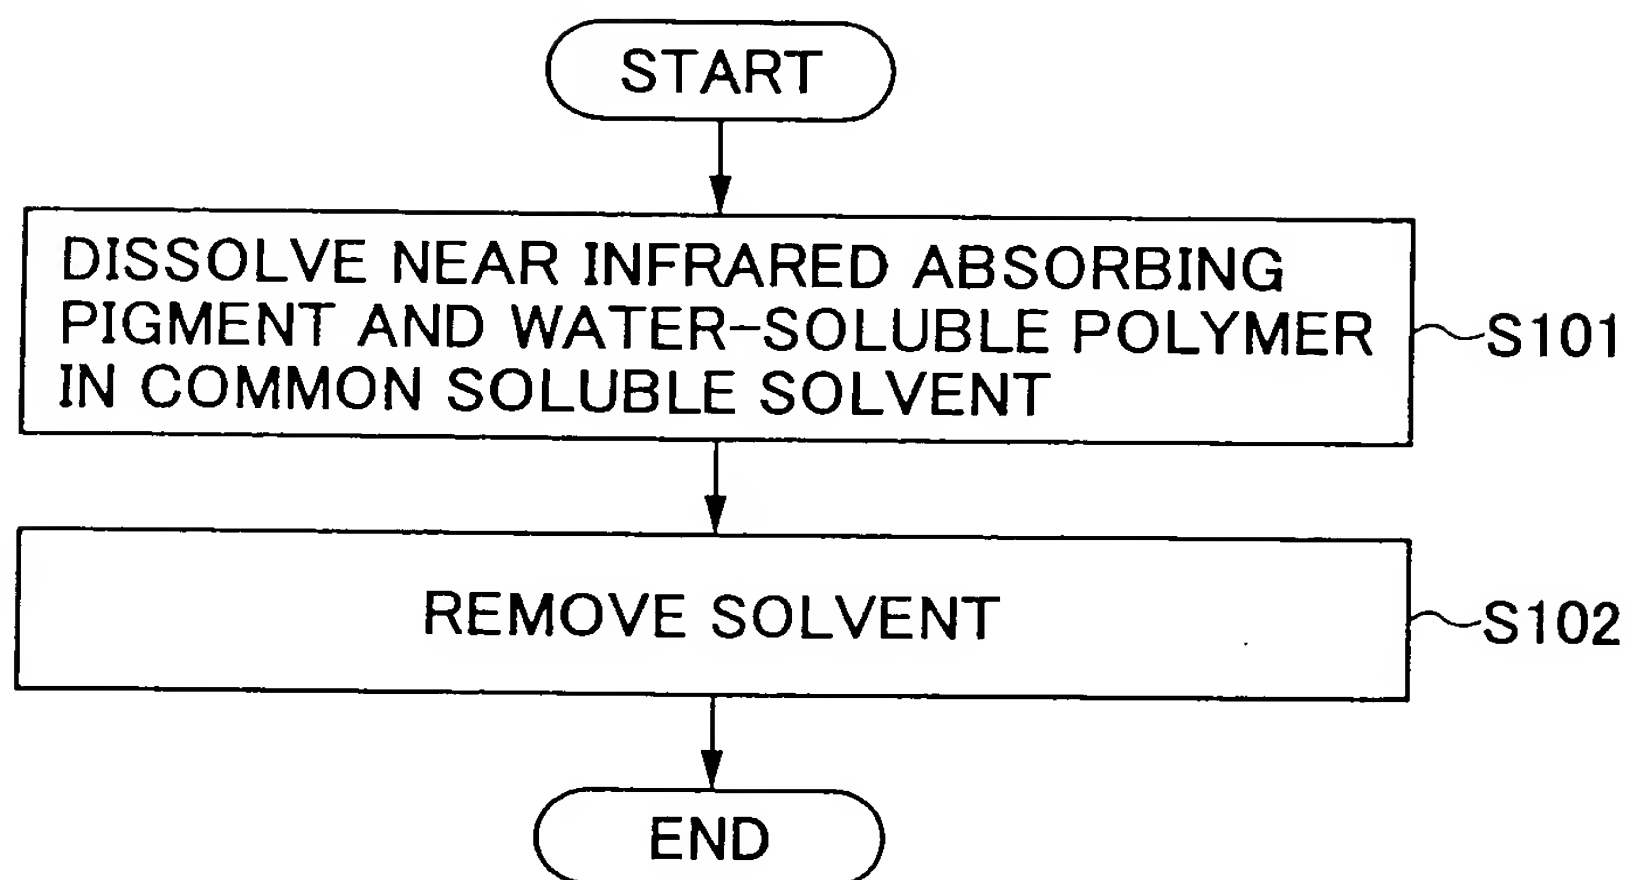 START
DISSOLVE NEAR INFRARED ABSORBING
PIGMENT AND WATER-SOLUBLE POLYMER
IN COMMON SOLUBLE SOLVENT
S101
REMOVE SOLVENT
S102
END